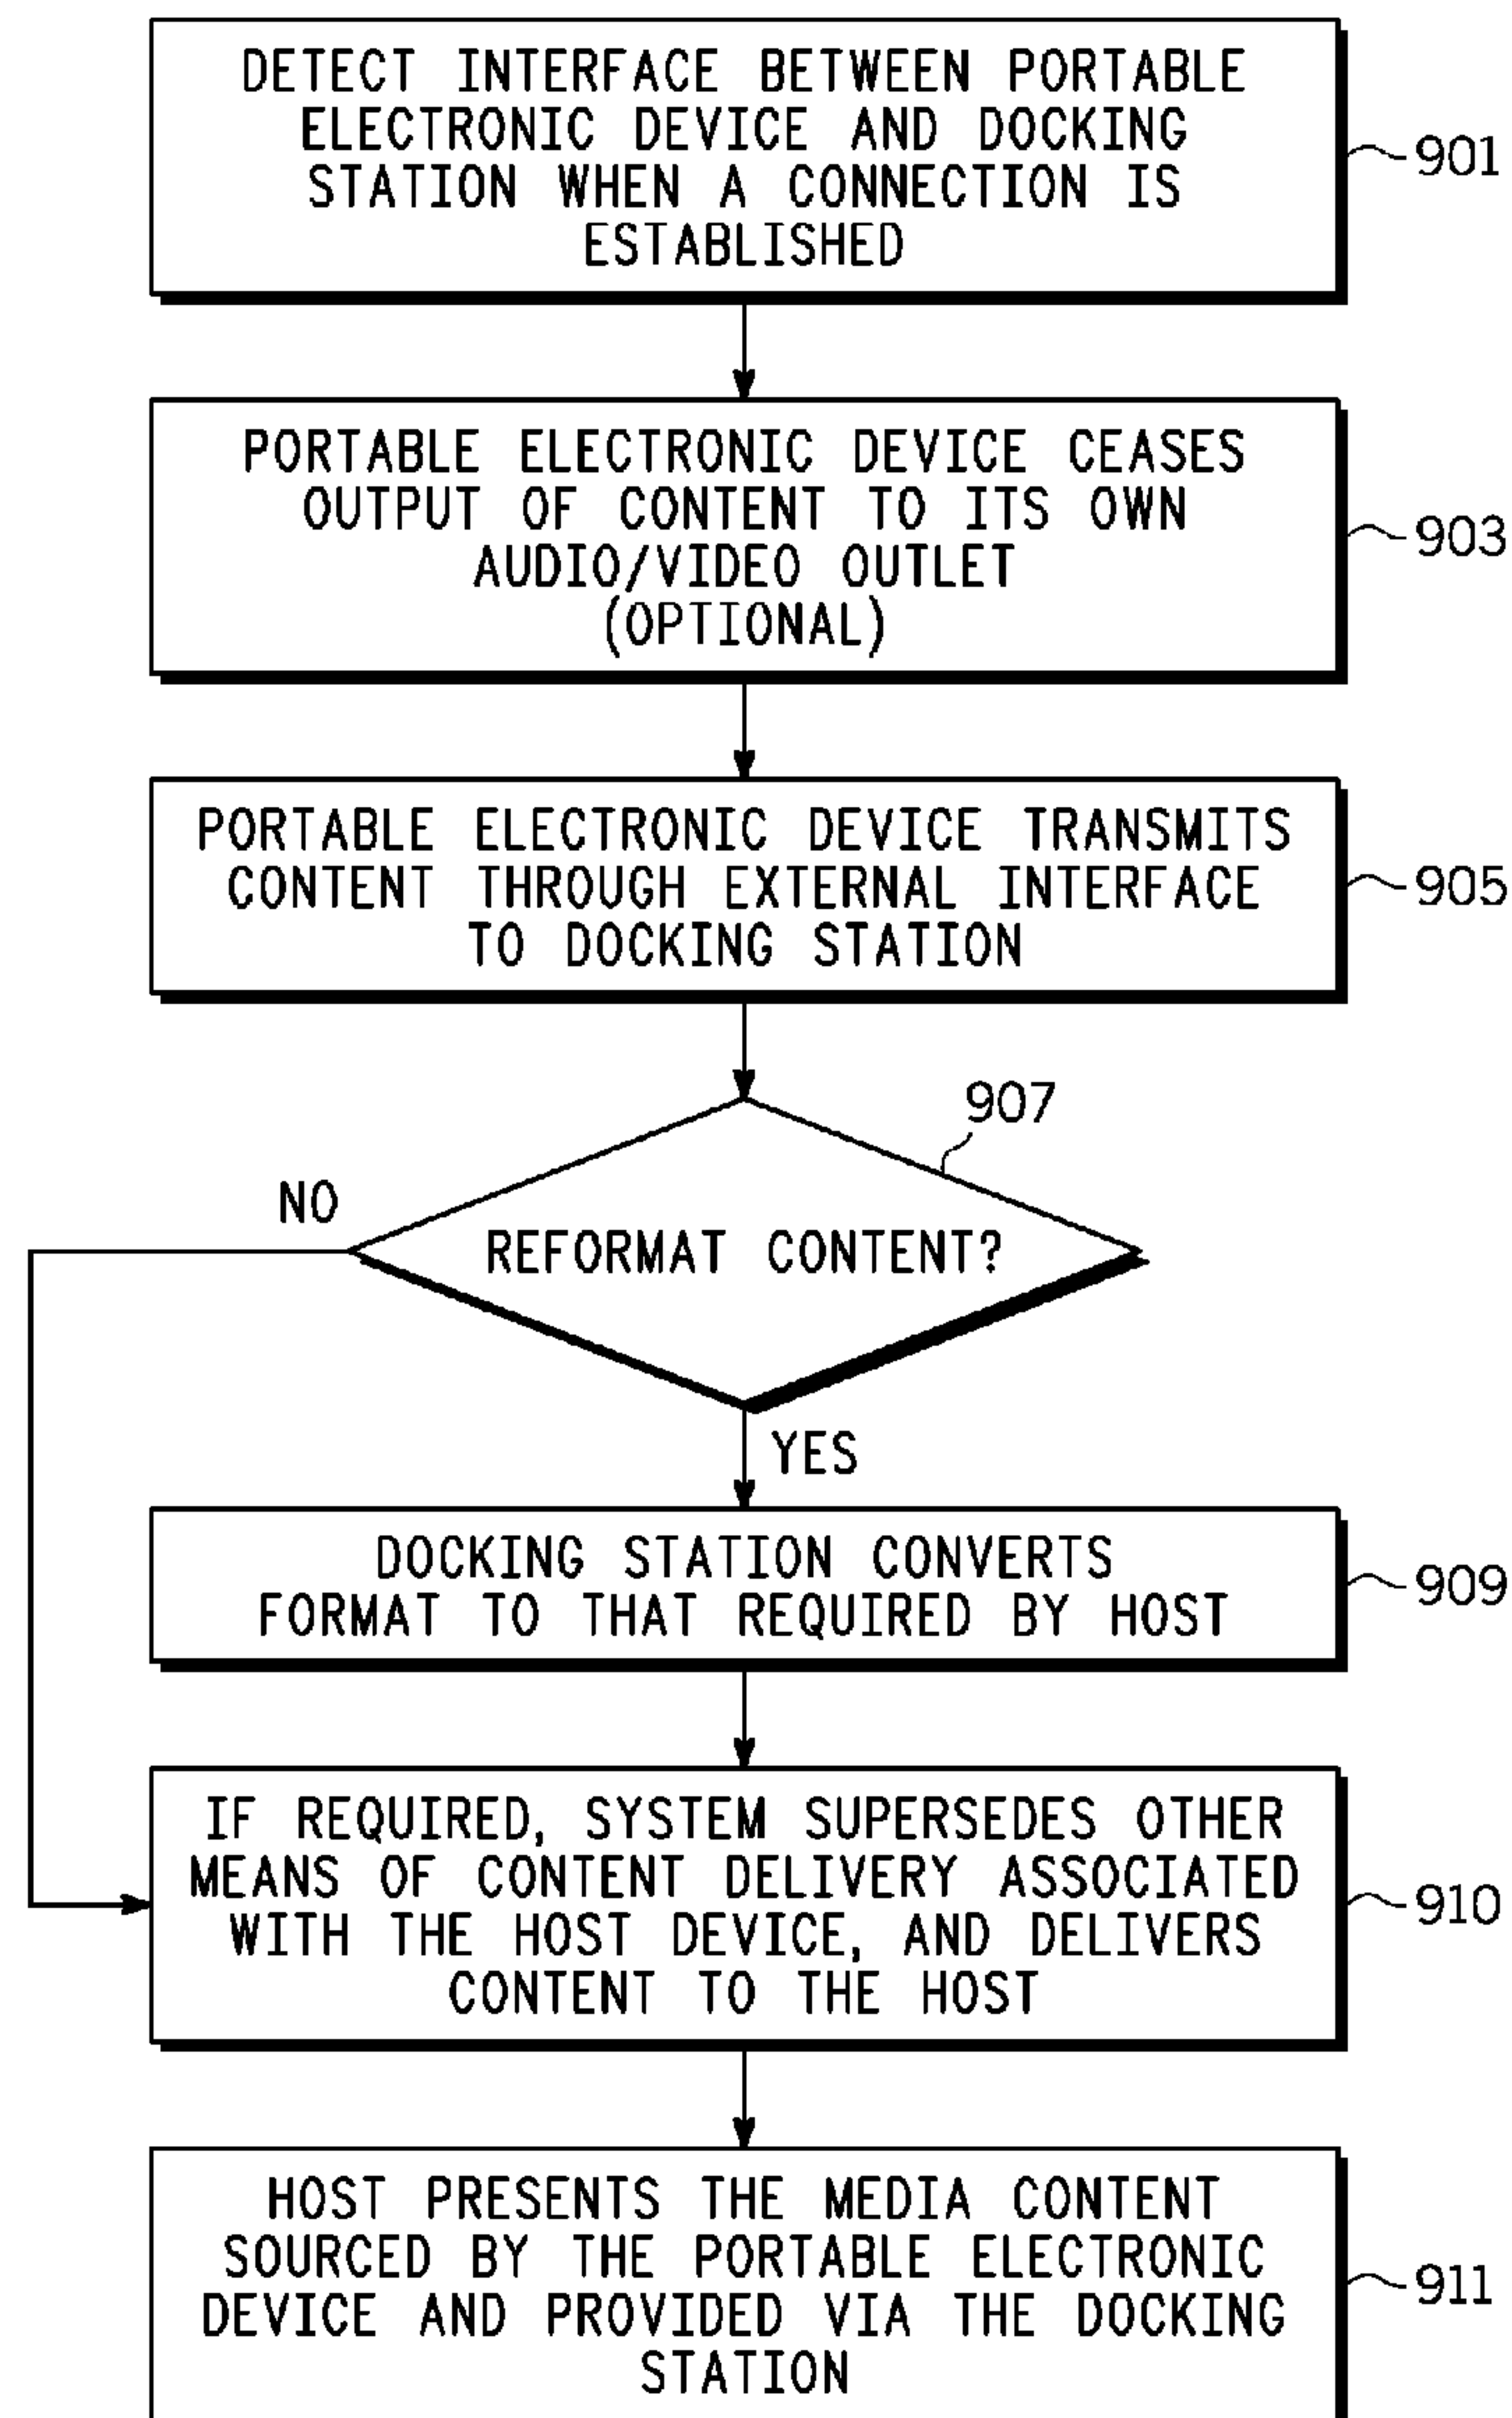 DETECT INTERFACE BETWEEN PORTABLE
ELECTRONIC DEVICE AND DOCKING
STATION WHEN A CONNECTION IS
ESTABLISHED
901
PORTABLE ELECTRONIC DEVICE CEASES
OUTPUT OF CONTENT TO ITS OWN
AUDIO/VIDEO OUTLET
(OPTIONAL)
903
PORTABLE ELECTRONIC DEVICE TRANSMITS
CONTENT THROUGH EXTERNAL INTERFACE
TO DOCKING STATION
905
907
NO
REFORMAT CONTENT?
YES
DOCKING STATION CONVERTS
FORMAT TO THAT REQUIRED BY HOST
909
IF REQUIRED, SYSTEM SUPERSEDES OTHER
MEANS OF CONTENT DELIVERY ASSOCIATED
WITH THE HOST DEVICE, AND DELIVERS
CONTENT TO THE HOST
910
HOST PRESENTS THE MEDIA CONTENT
SOURCED BY THE PORTABLE ELECTRONIC
DEVICE AND PROVIDED VIA THE DOCKING
STATION
911